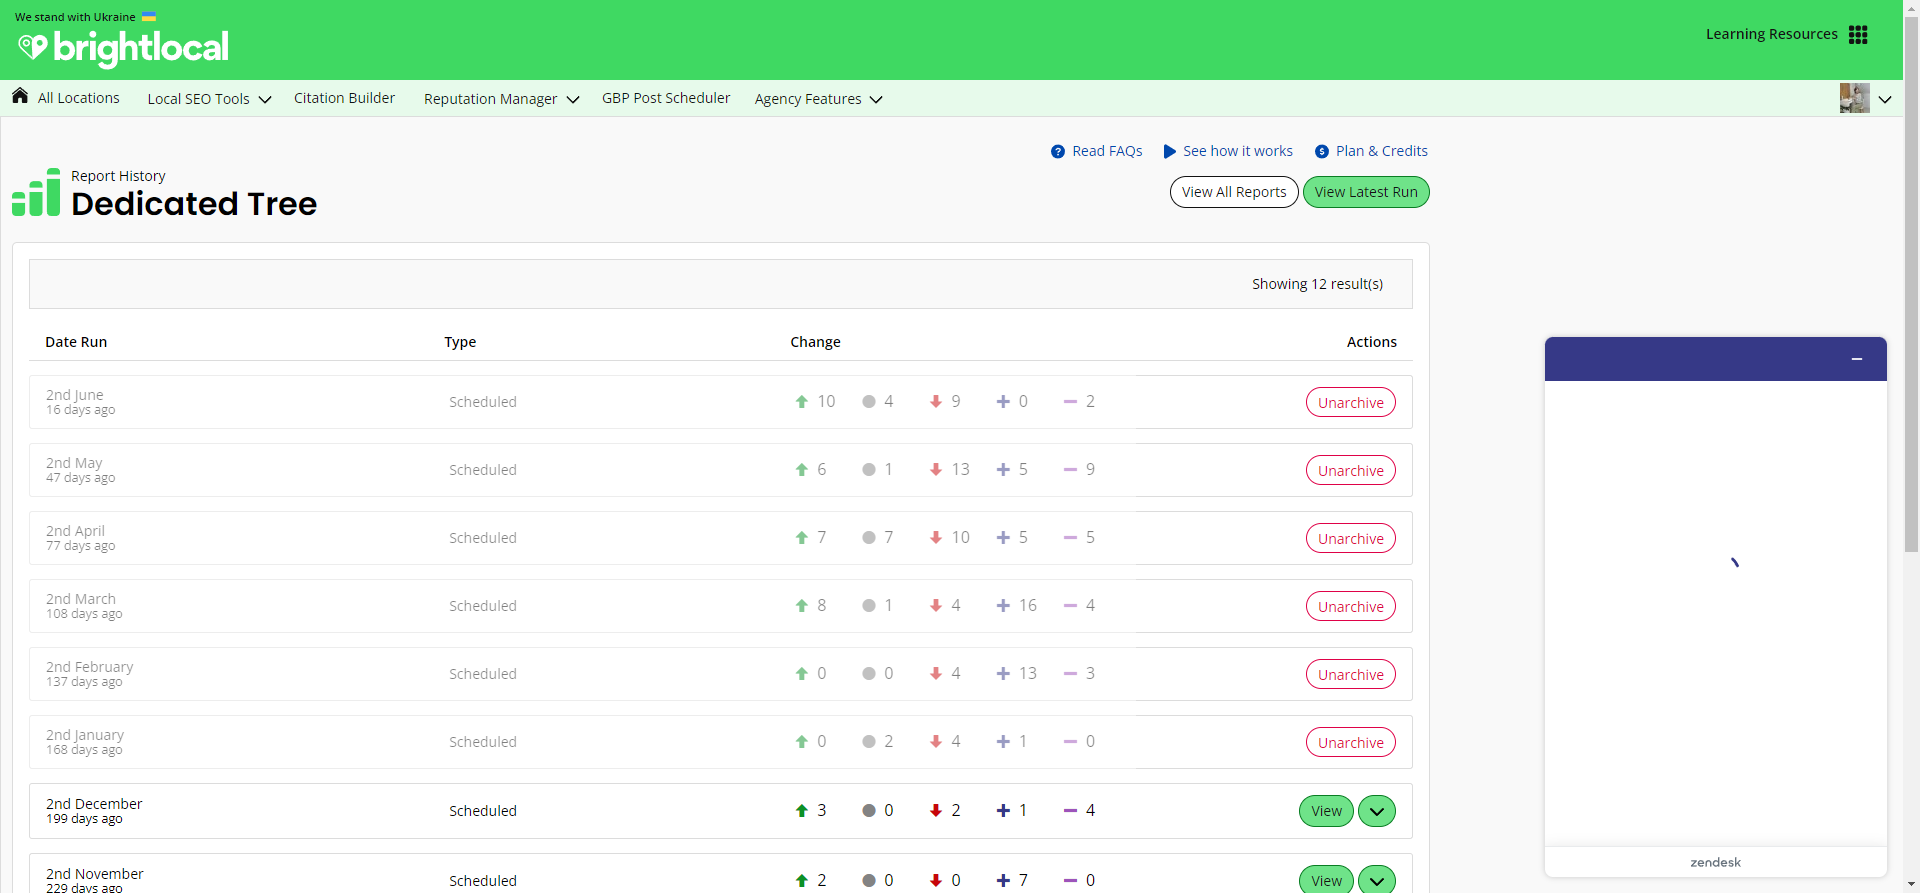 We stand with Ukraine
brightlocal
Learning Resources
All Locations
Local SEO Tools
Citation Builder
Reputation Manager
GBP Post Scheduler
Agency Features
Read FAQs
See how it works
Plan & Credits
Report History
Dedicated Tree
View All Reports
View Latest Run
Showing 12 result(s)
Date Run Type Change Actions
2nd June
16 days ago
Scheduled 10 4 9 0 2 Unarchive
2nd May
47 days ago
Scheduled 6 1 13 5 9 Unarchive
2nd April
77 days ago
Scheduled 7 7 10 5 5 Unarchive
2nd March
108 days ago
Scheduled 8 1 4 16 4 Unarchive
2nd February
137 days ago
Scheduled 0 0 4 13 3 Unarchive
2nd January
168 days ago
Scheduled 0 2 4 1 0 Unarchive
2nd December
199 days ago
Scheduled 3 0 2 1 4 View
2nd November
229 days ago
Scheduled 2 0 0 7 0 View
zendesk